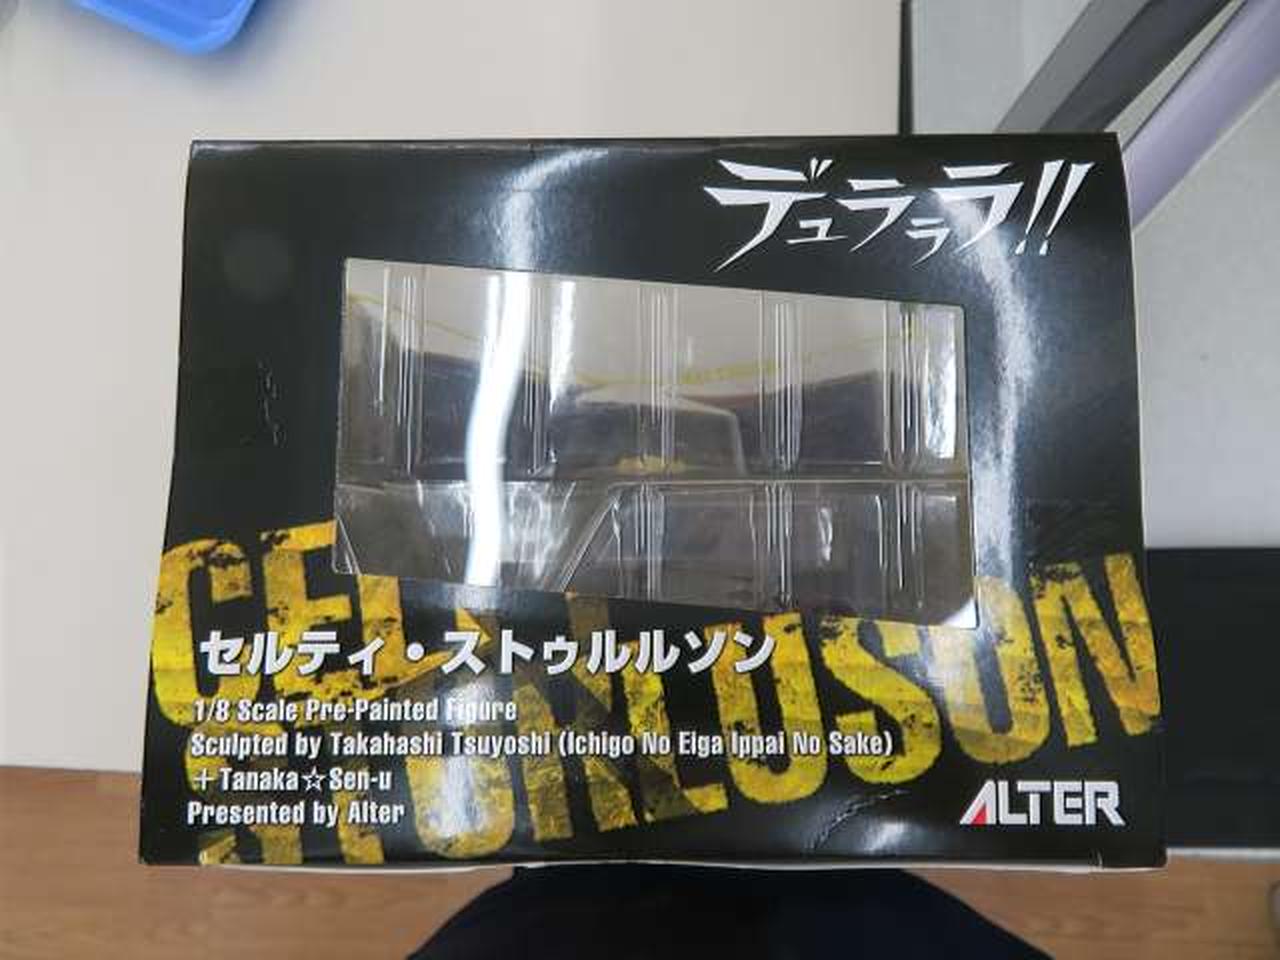 デュラララ!!
CELTY
STURLUSON
セルティ・ストゥルルソン
1/8 Scale Pre-Painted Figure
Sculpted by Takahashi Tsuyoshi (Ichigo No Eiga Ippai No Sake)
＋Tanaka☆Sen-u
Presented by Alter
ALTER